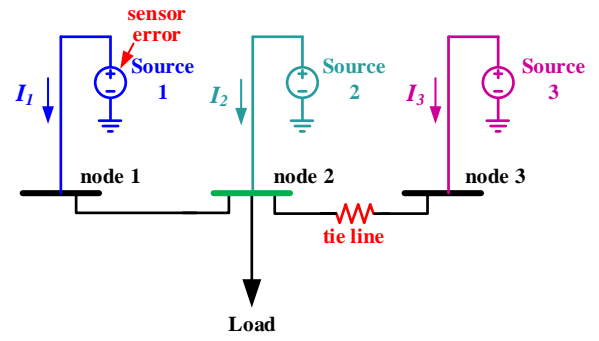 sensor
error
Source
1
Source
2
Source
3
I1
I2
I3
node 1
node 2
node 3
tie line
Load